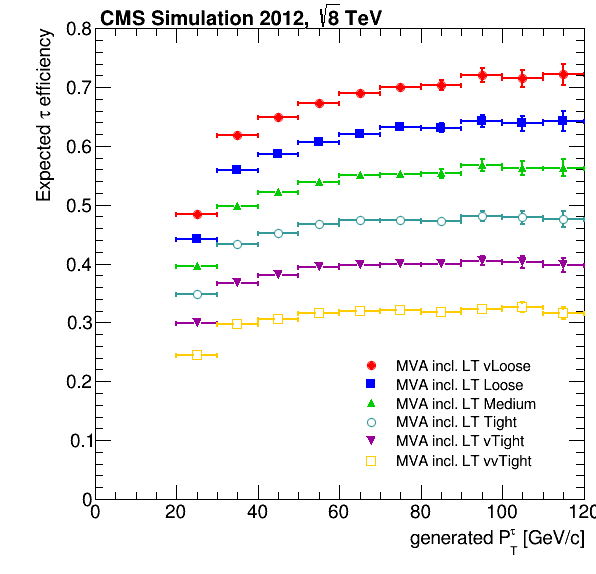 CMS Simulation 2012, √8 TeV
Expected τ efficiency
0.8
0.7
0.6
0.5
0.4
0.3
0.2
0.1
0
0 20 40 60 80 100 120
MVA incl. LT vLoose
MVA incl. LT Loose
MVA incl. LT Medium
MVA incl. LT Tight
MVA incl. LT vTight
MVA incl. LT vvTight
generated P_T^τ [GeV/c]